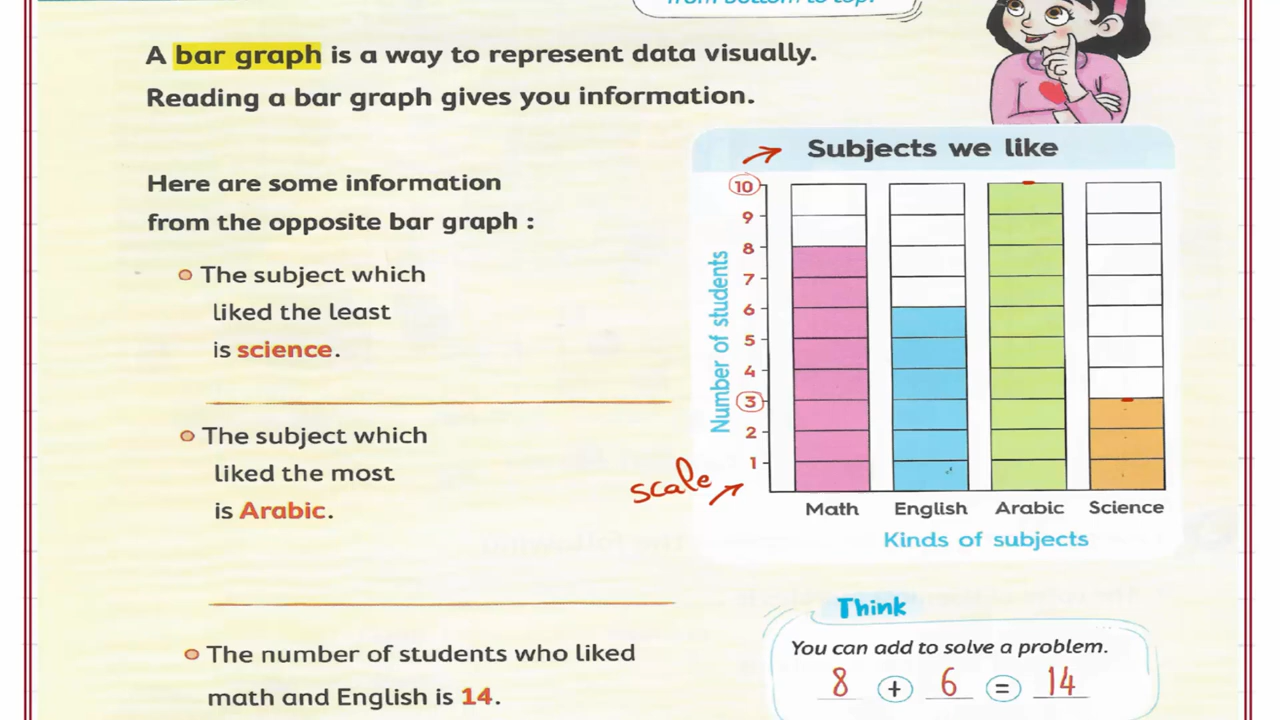 from bottom to top.
A bar graph is a way to represent data visually.
Reading a bar graph gives you information.
Here are some information
from the opposite bar graph :
The subject which
liked the least
is science.
The subject which
liked the most
is Arabic.
The number of students who liked
math and English is 14.
Subjects we like
Number of students
10
9
8
7
6
5
4
3
2
1
scale
Math English Arabic Science
Kinds of subjects
Think
You can add to solve a problem.
8 + 6 = 14